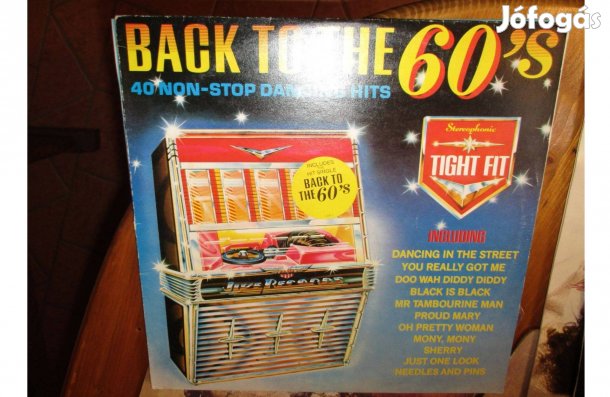 Jófogás
BACK TO THE 60's
40 NON-STOP DANCING HITS
Stereophonic
TIGHT FIT
INCLUDES
HIT SINGLE
BACK TO
THE 60's
INCLUDING
DANCING IN THE STREET
YOU REALLY GOT ME
DOO WAH DIDDY DIDDY
BLACK IS BLACK
MR TAMBOURINE MAN
PROUD MARY
OH PRETTY WOMAN
MONY, MONY
SHERRY
JUST ONE LOOK
NEEDLES AND PINS